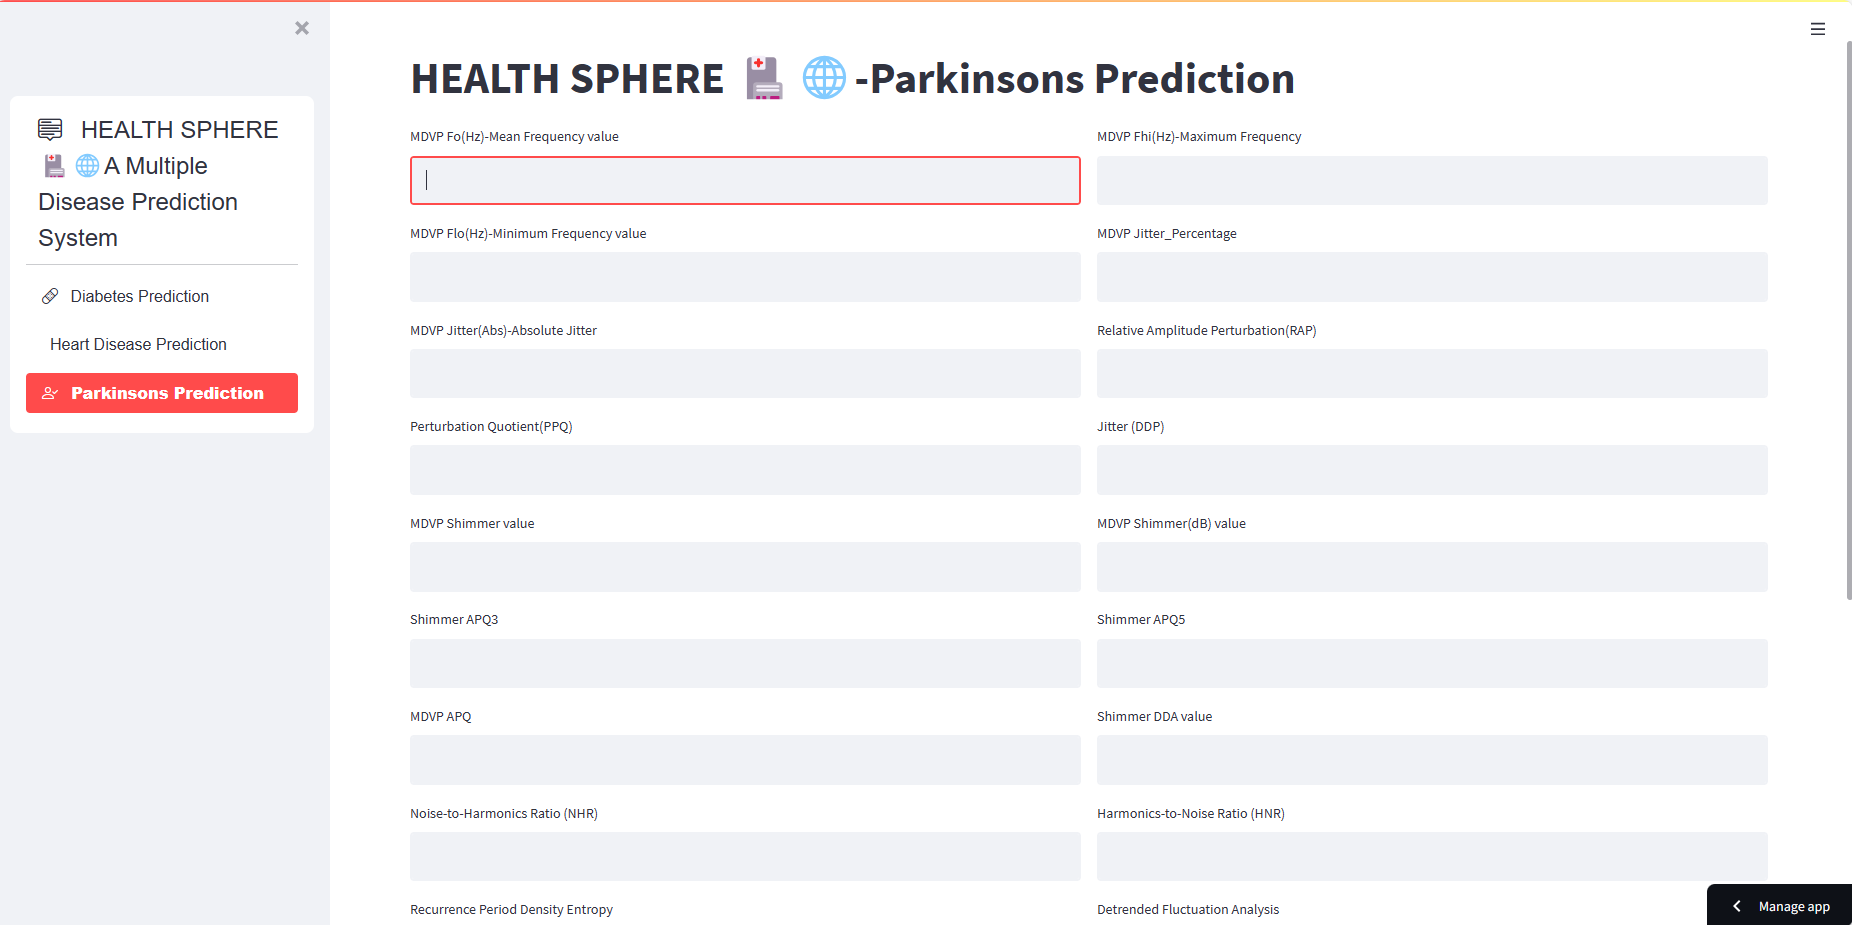 HEALTH SPHERE
A Multiple
Disease Prediction
System
Diabetes Prediction
Heart Disease Prediction
Parkinsons Prediction
HEALTH SPHERE -Parkinsons Prediction
MDVP Fo(Hz)-Mean Frequency value
MDVP Fhi(Hz)-Maximum Frequency
MDVP Flo(Hz)-Minimum Frequency value
MDVP Jitter_Percentage
MDVP Jitter(Abs)-Absolute Jitter
Relative Amplitude Perturbation(RAP)
Perturbation Quotient(PPQ)
Jitter (DDP)
MDVP Shimmer value
MDVP Shimmer(dB) value
Shimmer APQ3
Shimmer APQ5
MDVP APQ
Shimmer DDA value
Noise-to-Harmonics Ratio (NHR)
Harmonics-to-Noise Ratio (HNR)
Recurrence Period Density Entropy
Detrended Fluctuation Analysis
Manage app